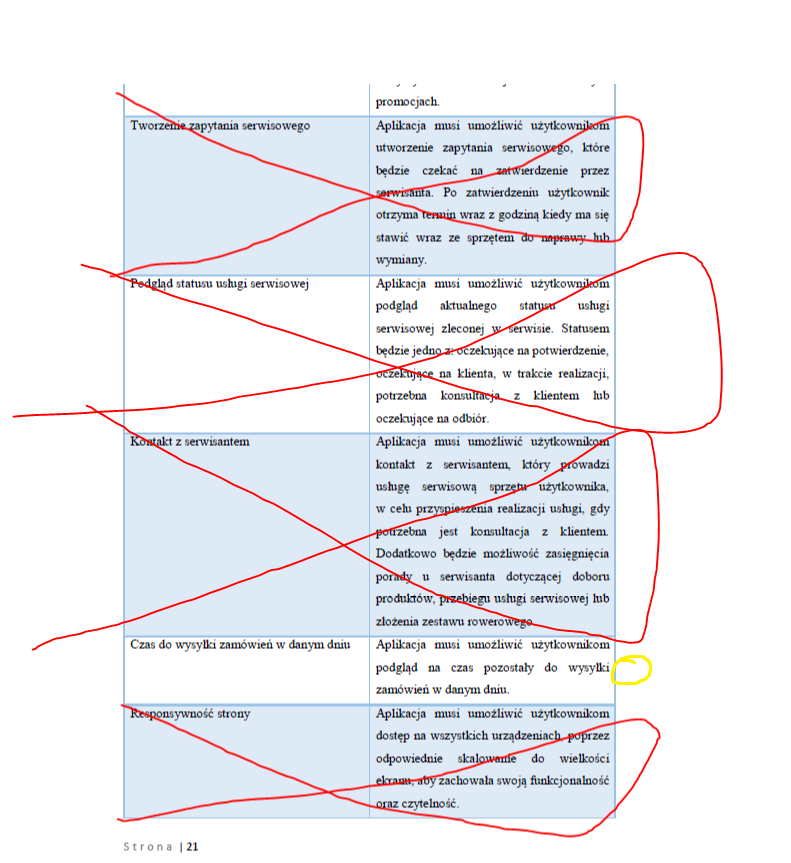 promocjach.
Tworzenie zapytania serwisowego
Aplikacja musi umożliwić użytkownikom
utworzenie zapytania serwisowego, które
będzie czekać na zatwierdzenie przez
serwisanta. Po zatwierdzeniu użytkownik
otrzyma termin wraz z godziną kiedy ma się
stawić wraz ze sprzętem do naprawy lub
wymiany.
Podgląd statusu usługi serwisowej
Aplikacja musi umożliwić użytkownikom
podgląd aktualnego statusu usługi
serwisowej zleconej w serwisie. Statusem
będzie jedno z: oczekujące na potwierdzenie,
oczekujące na klienta, w trakcie realizacji,
potrzebna konsultacja z klientem lub
oczekujące na odbiór.
Kontakt z serwisantem
Aplikacja musi umożliwić użytkownikom
kontakt z serwisantem, który prowadzi
usługę serwisową sprzętu użytkownika,
w celu przyspieszenia realizacji usługi, gdy
potrzebna jest konsultacja z klientem.
Dodatkowo będzie możliwość zasięgnięcia
porady u serwisanta dotyczącej doboru
produktów, przebiegu usługi serwisowej lub
złożenia zestawu rowerowego.
Czas do wysyłki zamówień w danym dniu
Aplikacja musi umożliwić użytkownikom
podgląd na czas pozostały do wysyłki
zamówień w danym dniu.
Responsywność strony
Aplikacja musi umożliwić użytkownikom
dostęp na wszystkich urządzeniach, poprzez
odpowiednie skalowanie do wielkości
ekranu, aby zachowała swoją funkcjonalność
oraz czytelność.
Strona | 21